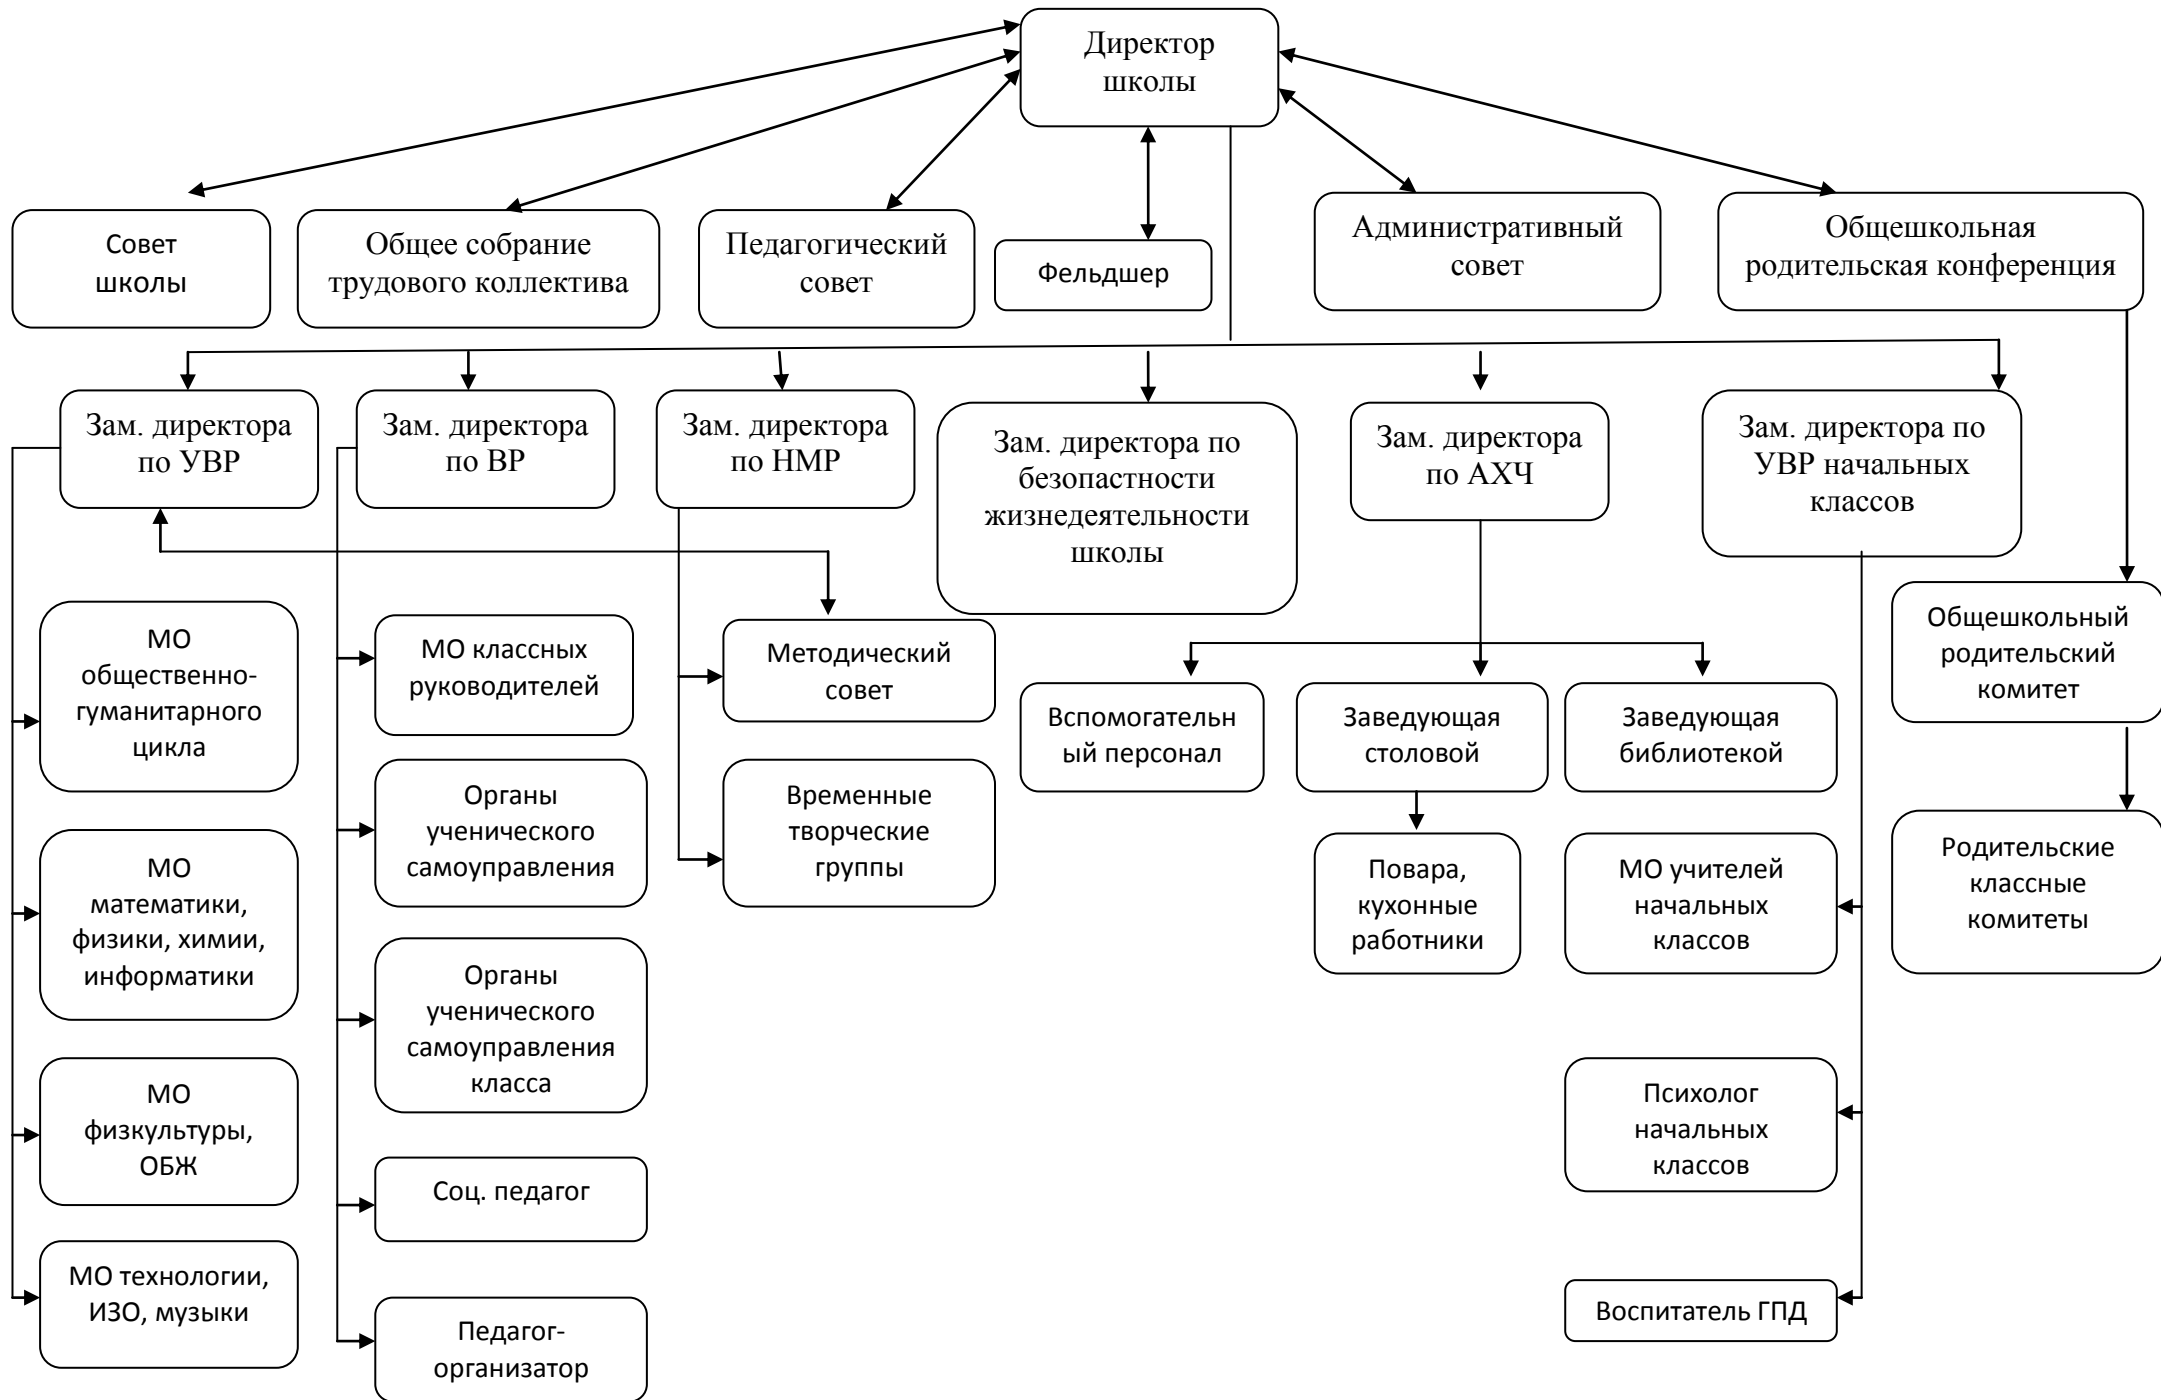 Директор
школы
Совет
школы
Общее собрание
трудового коллектива
Педагогический
совет
Фельдшер
Административный
совет
Общешкольная
родительская конференция
Зам. директора
по УВР
Зам. директора
по ВР
Зам. директора
по НМР
Зам. директора по
безопастности
жизнедеятельности
школы
Зам. директора
по АХЧ
Зам. директора по
УВР начальных
классов
МО
общественно-
гуманитарного
цикла
МО классных
руководителей
Методический
совет
Вспомогательн
ый персонал
Заведующая
столовой
Заведующая
библиотекой
Общешкольный
родительский
комитет
МО
математики,
физики, химии,
информатики
Органы
ученического
самоуправления
Временные
творческие
группы
Повара,
кухонные
работники
МО учителей
начальных
классов
Родительские
классные
комитеты
Органы
ученического
самоуправления
класса
МО
физкультуры,
ОБЖ
Соц. педагог
Психолог
начальных
классов
МО технологии,
ИЗО, музыки
Педагог-
организатор
Воспитатель ГПД